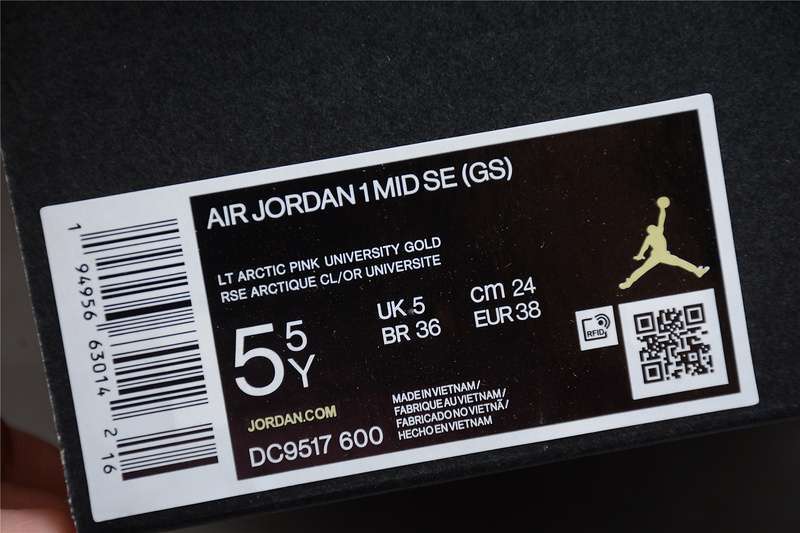 AIR JORDAN 1 MID SE (GS)
LT ARCTIC PINK UNIVERSITY GOLD
RSE ARCTIQUE CL/OR UNIVERSITE
5 5 Y
UK 5
BR 36
cm 24
EUR 38
RFID
JORDAN.COM
DC9517 600
MADE IN VIETNAM/
FABRIQUE AU VIETNAM/
FABRICADO NO VIETNÃ/
HECHO EN VIETNAM
1 94956 63014 2 16